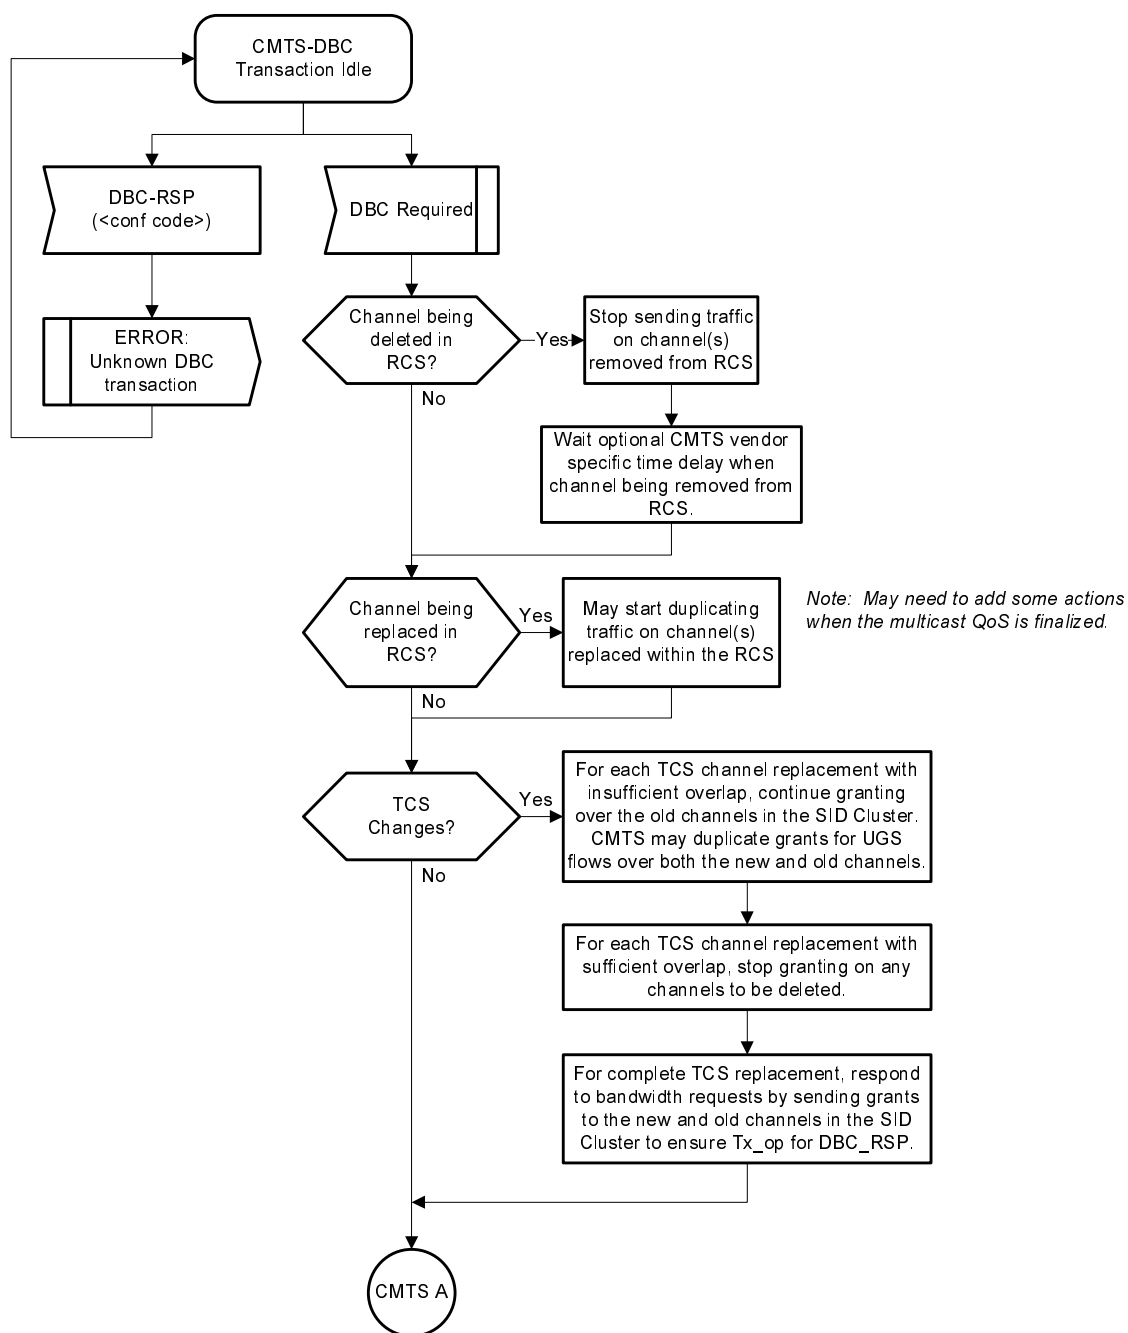 CMTS-DBC
Transaction Idle
DBC-RSP
(<conf code>)
DBC Required
ERROR:
Unknown DBC
transaction
Channel being
deleted in
RCS?
Yes
Stop sending traffic
on channel(s)
removed from RCS
No
Wait optional CMTS vendor
specific time delay when
channel being removed from
RCS.
Channel being
replaced in
RCS?
Yes
May start duplicating
traffic on channel(s)
replaced within the RCS
Note: May need to add some actions
when the multicast QoS is finalized.
No
TCS
Changes?
Yes
For each TCS channel replacement with
insufficient overlap, continue granting
over the old channels in the SID Cluster.
CMTS may duplicate grants for UGS
flows over both the new and old channels.
No
For each TCS channel replacement with
sufficient overlap, stop granting on any
channels to be deleted.
For complete TCS replacement, respond
to bandwidth requests by sending grants
to the new and old channels in the SID
Cluster to ensure Tx_op for DBC_RSP.
CMTS A